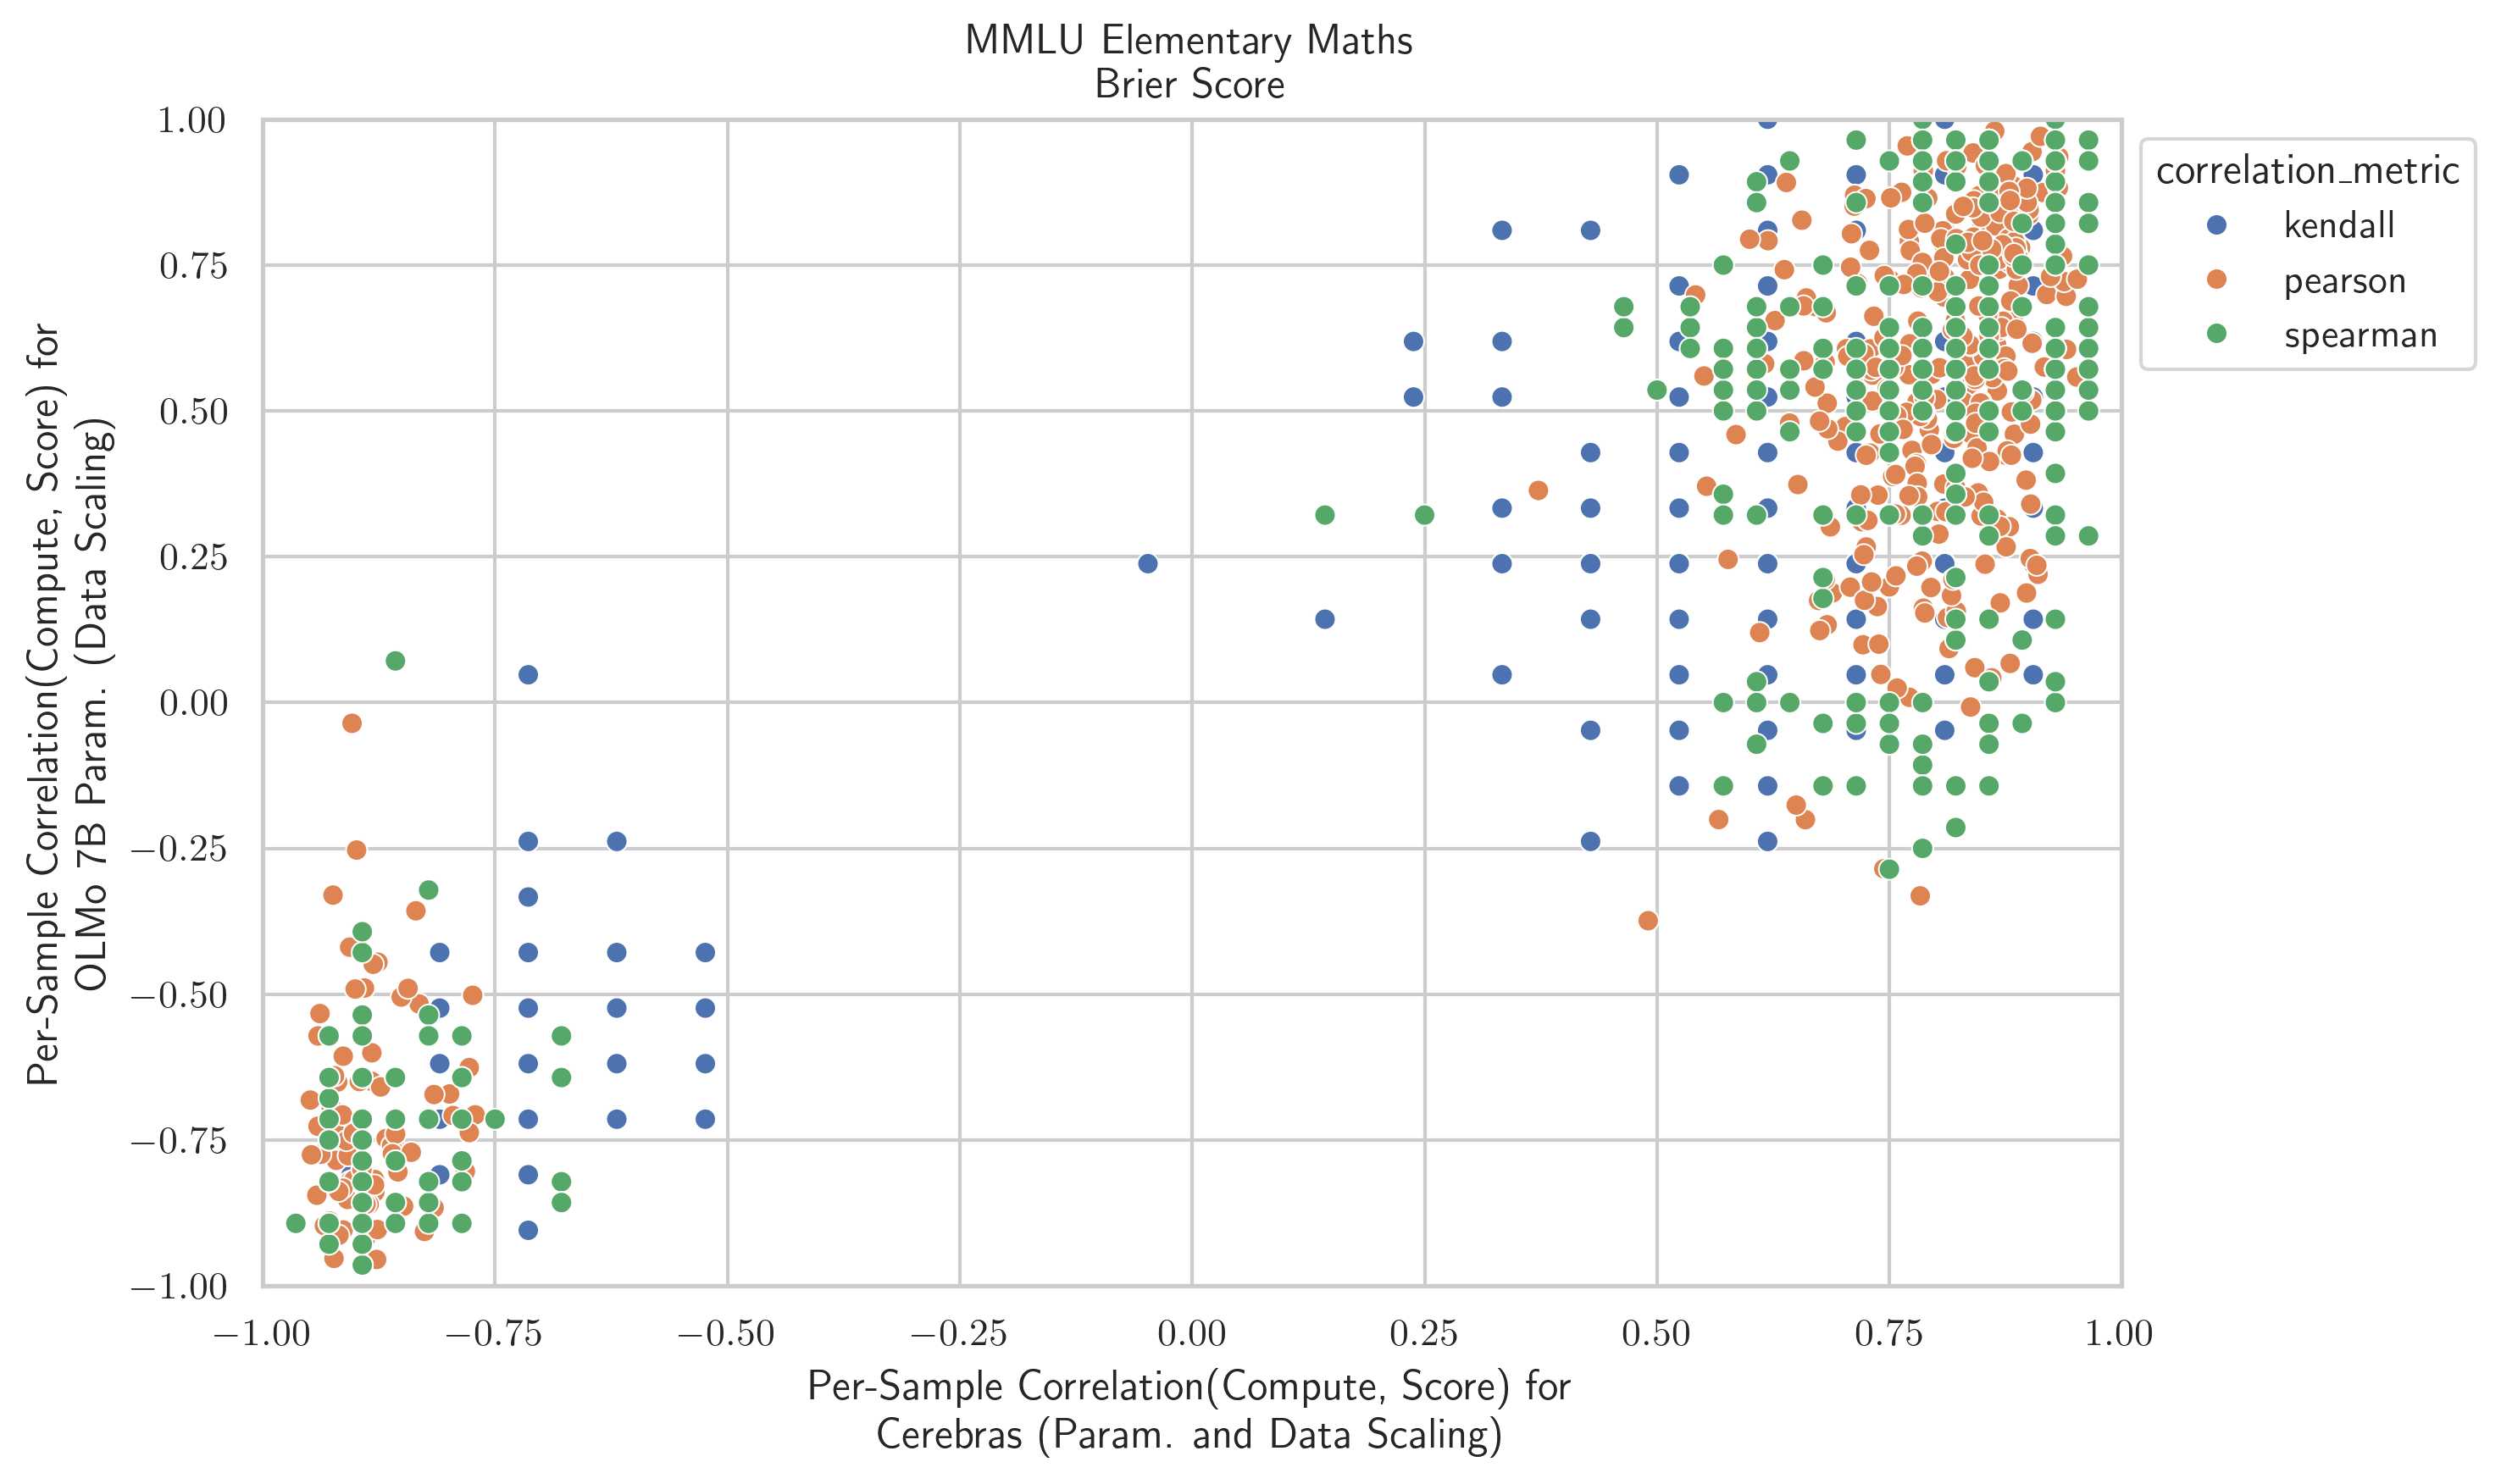 MMLU Elementary Maths
Brier Score
Per-Sample Correlation(Compute, Score) for
OLMo 7B Param. (Data Scaling)
1.00
0.75
0.50
0.25
0.00
−0.25
−0.50
−0.75
−1.00
−1.00 −0.75 −0.50 −0.25 0.00 0.25 0.50 0.75 1.00
Per-Sample Correlation(Compute, Score) for
Cerebras (Param. and Data Scaling)
correlation_metric
kendall
pearson
spearman